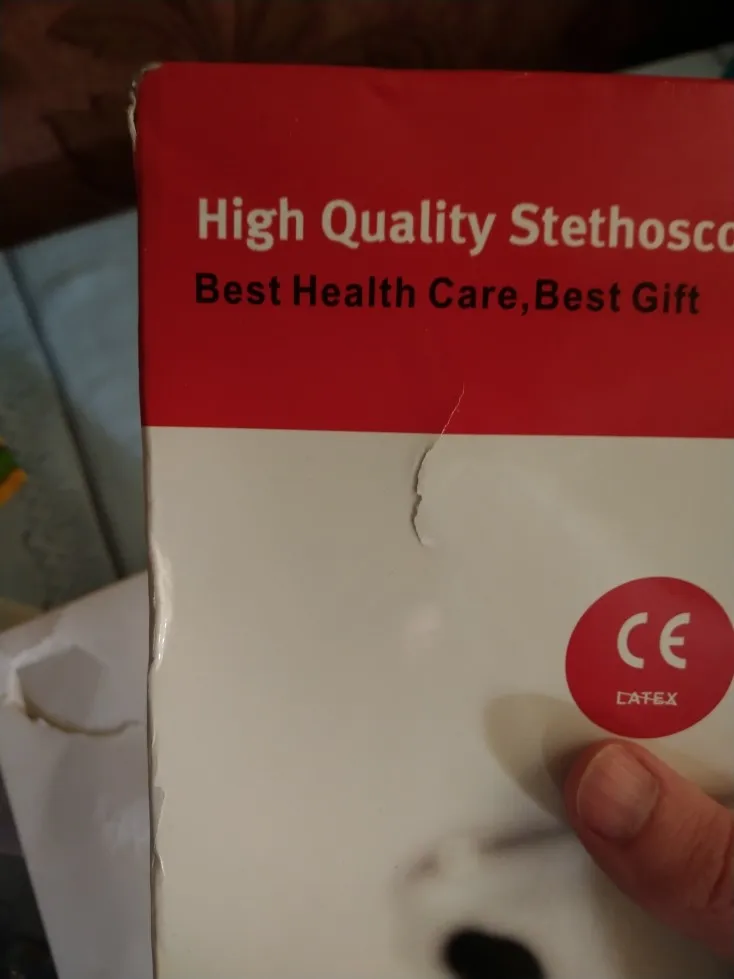 High Quality Stethosco
Best Health Care,Best Gift
CE
LATEX